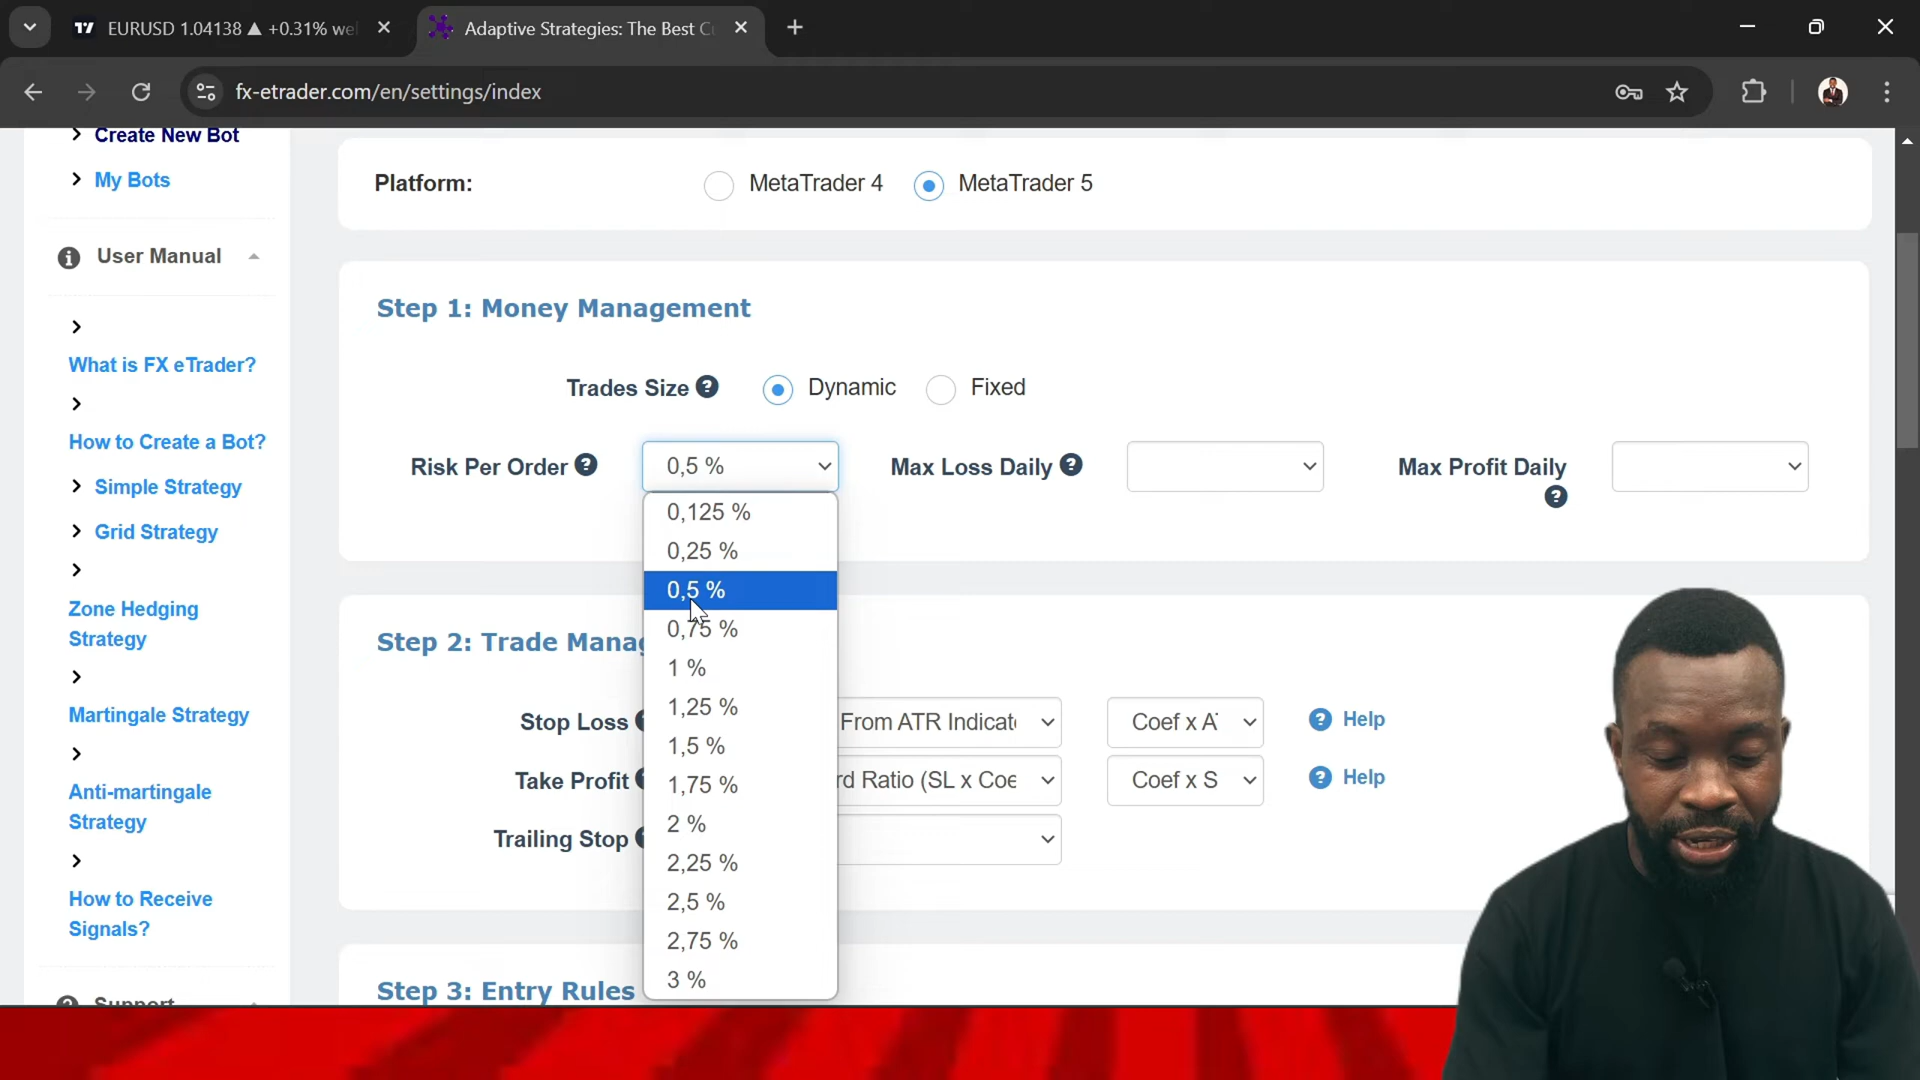 EURUSD 1.04138 ▲ +0.31% we
Adaptive Strategies: The Best C
fx-etrader.com/en/settings/index
Create New Bot
My Bots
User Manual
What is FX eTrader?
How to Create a Bot?
Simple Strategy
Grid Strategy
Zone Hedging
Strategy
Martingale Strategy
Anti-martingale
Strategy
How to Receive
Signals?
Support
Platform:
MetaTrader 4
MetaTrader 5
Step 1: Money Management
Trades Size
Dynamic
Fixed
Risk Per Order
0,5 %
Max Loss Daily
Max Profit Daily
0,125 %
0,25 %
0,5 %
0,75 %
1 %
1,25 %
1,5 %
1,75 %
2 %
2,25 %
2,5 %
2,75 %
3 %
Step 2: Trade Manag
Stop Loss
From ATR Indicat
Coef x A
Help
Take Profit
rd Ratio (SL x Coe
Coef x S
Help
Trailing Stop
Step 3: Entry Rules